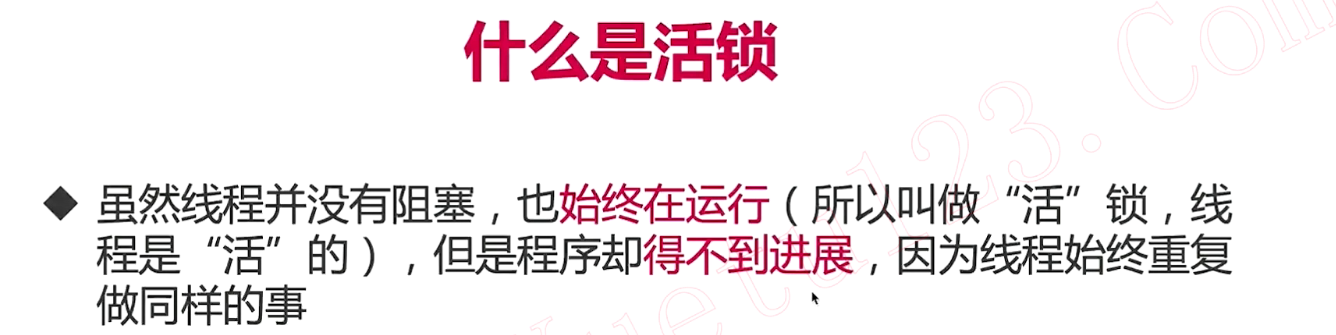 什么是活锁
◆ 虽然线程并没有阻塞，也始终在运行（所以叫做“活”锁，线
程是“活”的），但是程序却得不到进展，因为线程始终重复
做同样的事